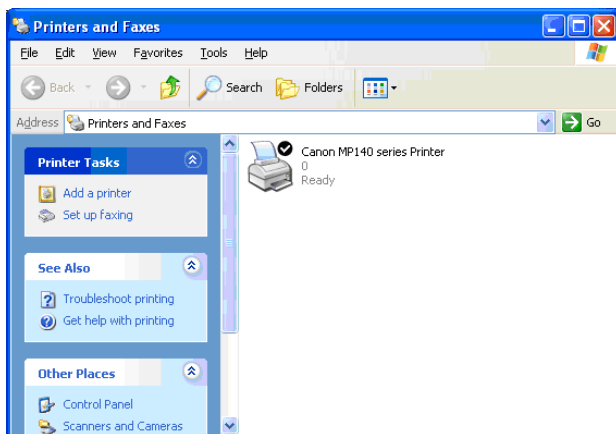 Printers and Faxes
File Edit View Favorites Tools Help
Back Search Folders
Address Printers and Faxes Go
Printer Tasks
Add a printer
Set up faxing
See Also
Troubleshoot printing
Get help with printing
Other Places
Control Panel
Scanners and Cameras
Canon MP140 series Printer
0
Ready